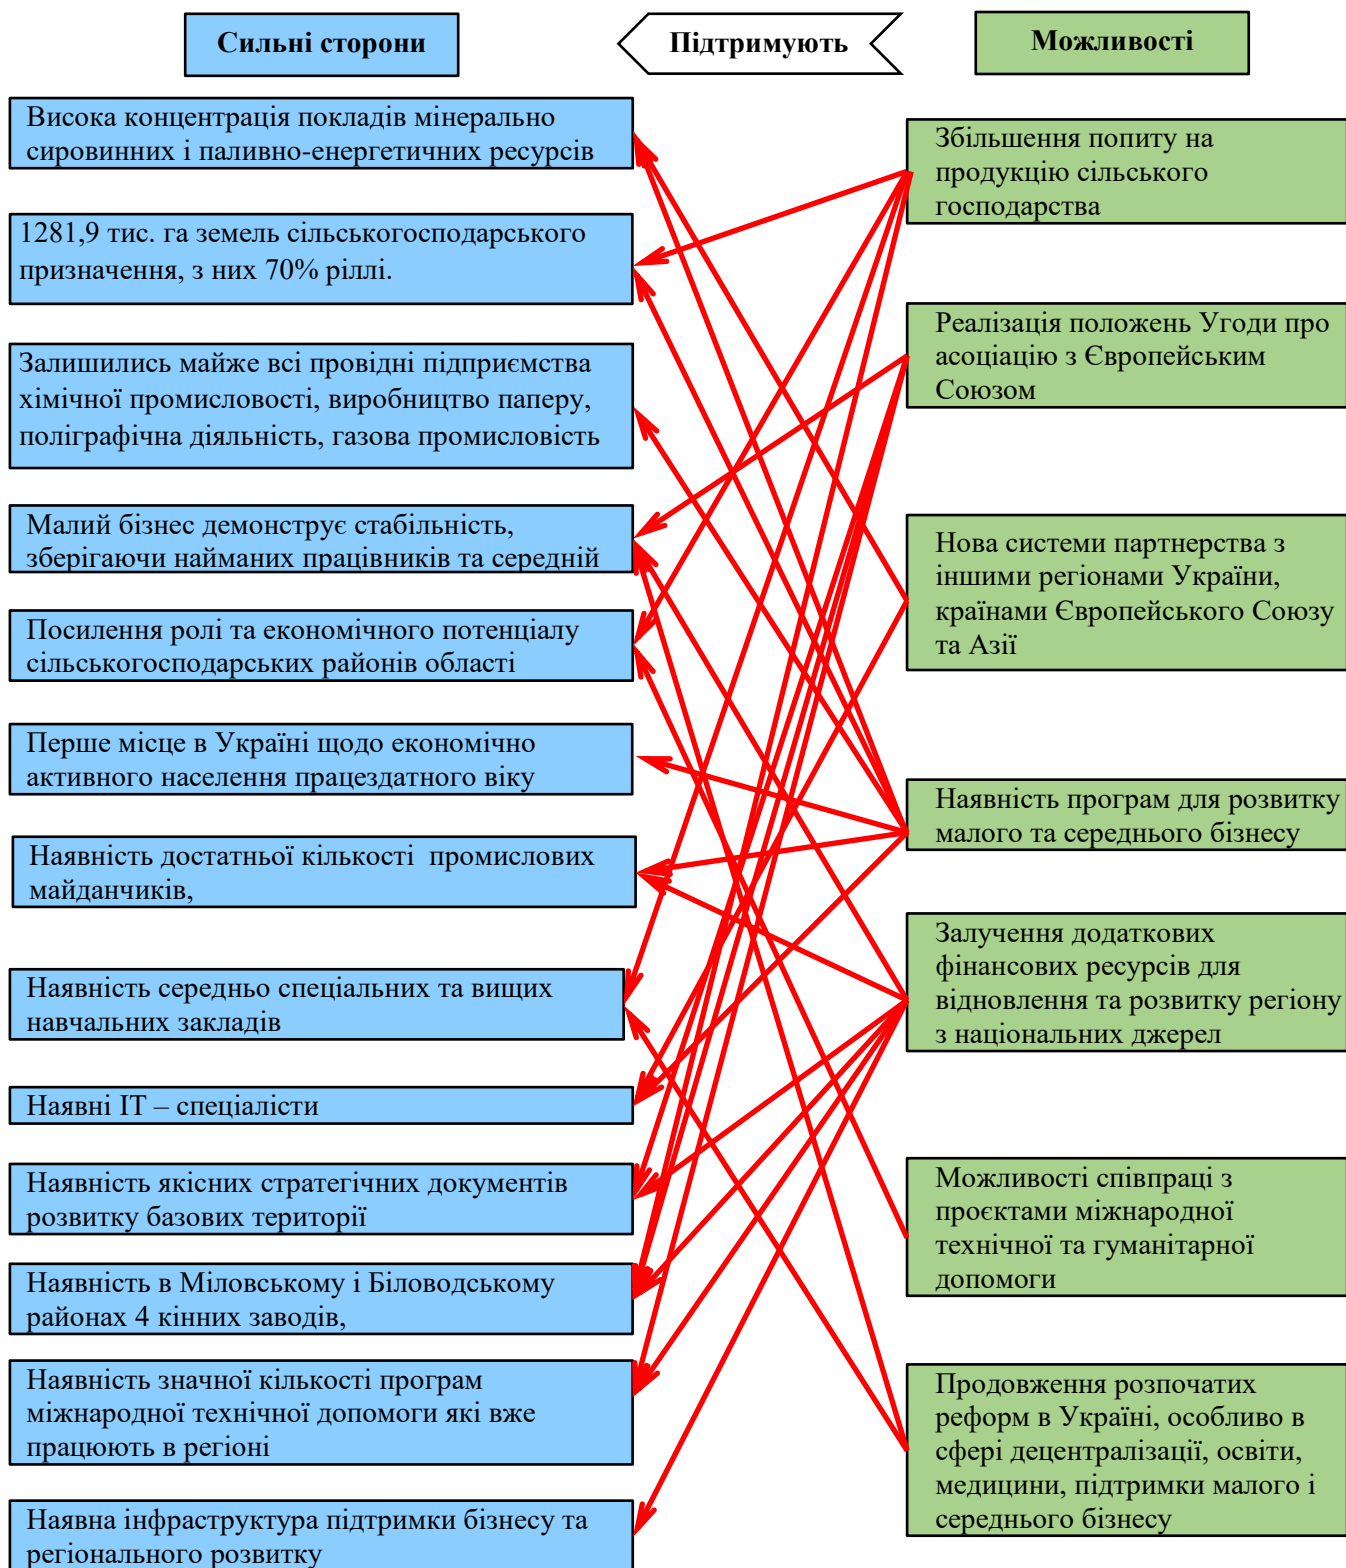 Сильні сторони
Підтримують
Можливості
Висока концентрація покладів мінерально
сировинних і паливно-енергетичних ресурсів
1281,9 тис. га земель сільськогосподарського
призначення, з них 70% ріллі.
Залишились майже всі провідні підприємства
хімічної промисловості, виробництво паперу,
поліграфічна діяльність, газова промисловість
Малий бізнес демонструє стабільність,
зберігаючи найманих працівників та середній
Посилення ролі та економічного потенціалу
сільськогосподарських районів області
Перше місце в Україні щодо економічно
активного населення працездатного віку
Наявність достатньої кількості промислових
майданчиків,
Наявність середньо спеціальних та вищих
навчальних закладів
Наявні ІТ – спеціалісти
Наявність якісних стратегічних документів
розвитку базових території
Наявність в Міловському і Біловодському
районах 4 кінних заводів,
Наявність значної кількості програм
міжнародної технічної допомоги які вже
працюють в регіоні
Наявна інфраструктура підтримки бізнесу та
регіонального розвитку
Збільшення попиту на
продукцію сільського
господарства
Реалізація положень Угоди про
асоціацію з Європейським
Союзом
Нова системи партнерства з
іншими регіонами України,
країнами Європейського Союзу
та Азії
Наявність програм для розвитку
малого та середнього бізнесу
Залучення додаткових
фінансових ресурсів для
відновлення та розвитку регіону
з національних джерел
Можливості співпраці з
проєктами міжнародної
технічної та гуманітарної
допомоги
Продовження розпочатих
реформ в Україні, особливо в
сфері децентралізації, освіти,
медицини, підтримки малого і
середнього бізнесу